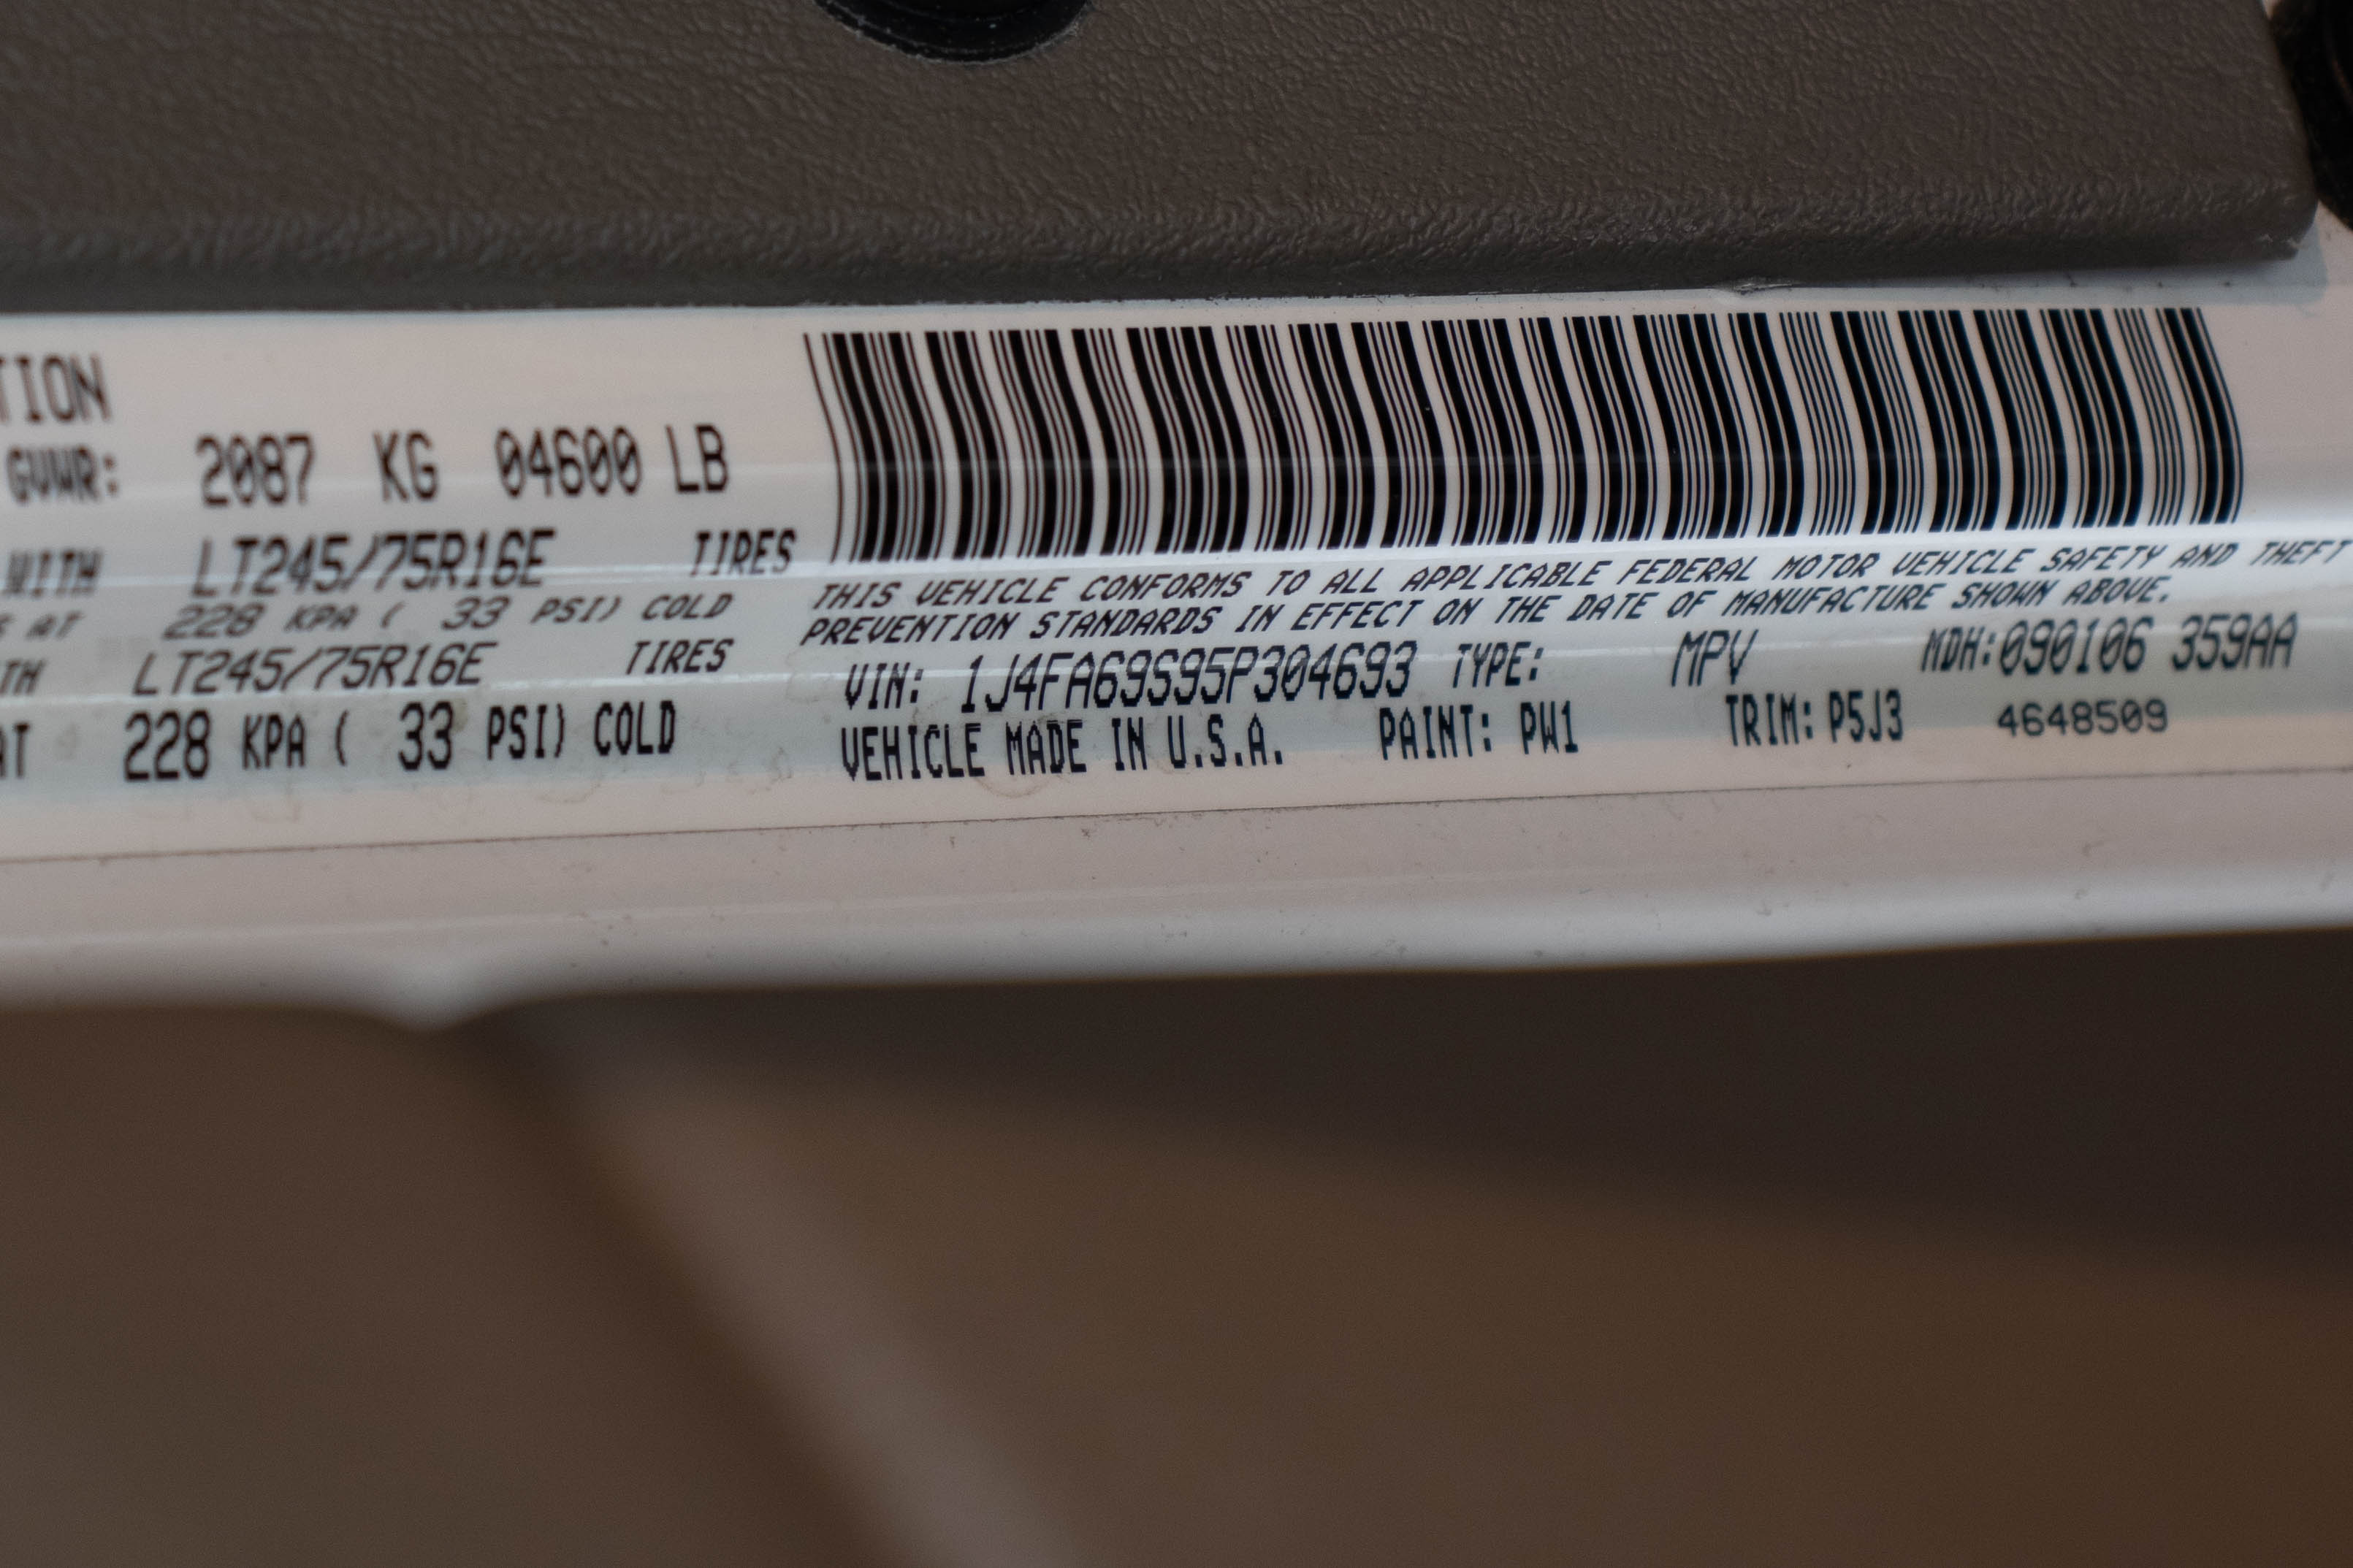 TION
GVWR: 2087 KG 04600 LB
WITH LT245/75R16E TIRES
S AT 228 KPA ( 33 PSI) COLD
TH LT245/75R16E TIRES
AT 228 KPA ( 33 PSI) COLD
THIS VEHICLE CONFORMS TO ALL APPLICABLE FEDERAL MOTOR VEHICLE SAFETY AND THEFT
PREVENTION STANDARDS IN EFFECT ON THE DATE OF MANUFACTURE SHOWN ABOVE.
VIN: 1J4FA69S95P304693 TYPE: MPV MDH:090106 359AA
VEHICLE MADE IN U.S.A. PAINT: PW1 TRIM: P5J3 4648509